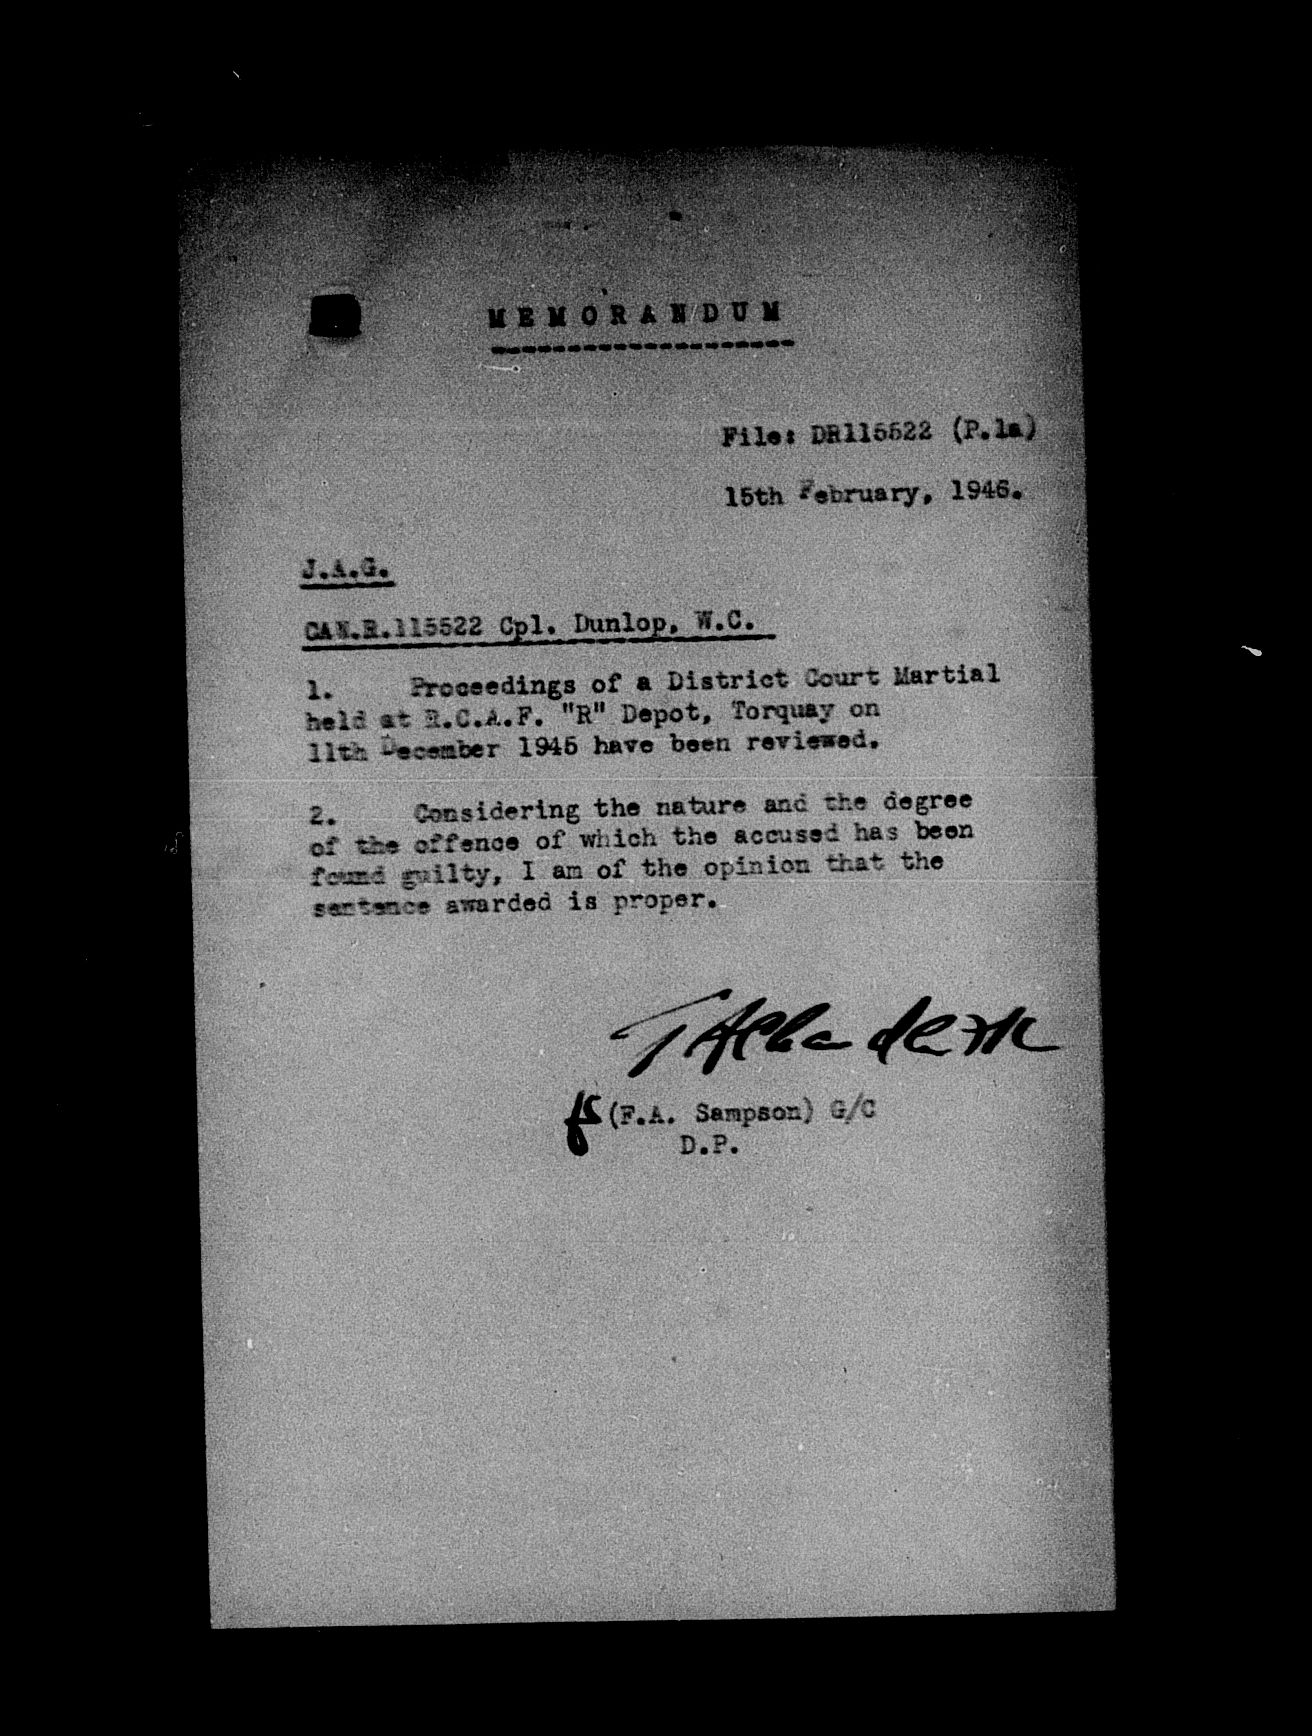 MEMORANDUM
File: DR115522 (P.1a)
15th February, 1946.
J.A.G.
CAN.R.115522 Cpl. Dunlop, W.C.
1. Proceedings of a District Court Martial
held at R.C.A.F. "R" Depot, Torquay on
11th December 1945 have been reviewed.
2. Considering the nature and the degree
of the offence of which the accused has been
found guilty, I am of the opinion that the
sentence awarded is proper.
(F.A. Sampson) G/C
D.P.